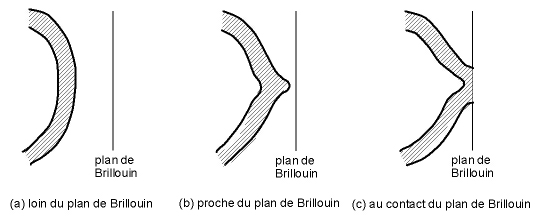 plan de
Brillouin
plan de
Brillouin
plan de
Brillouin
(a) loin du plan de Brillouin
(b) proche du plan de Brillouin
(c) au contact du plan de Brillouin